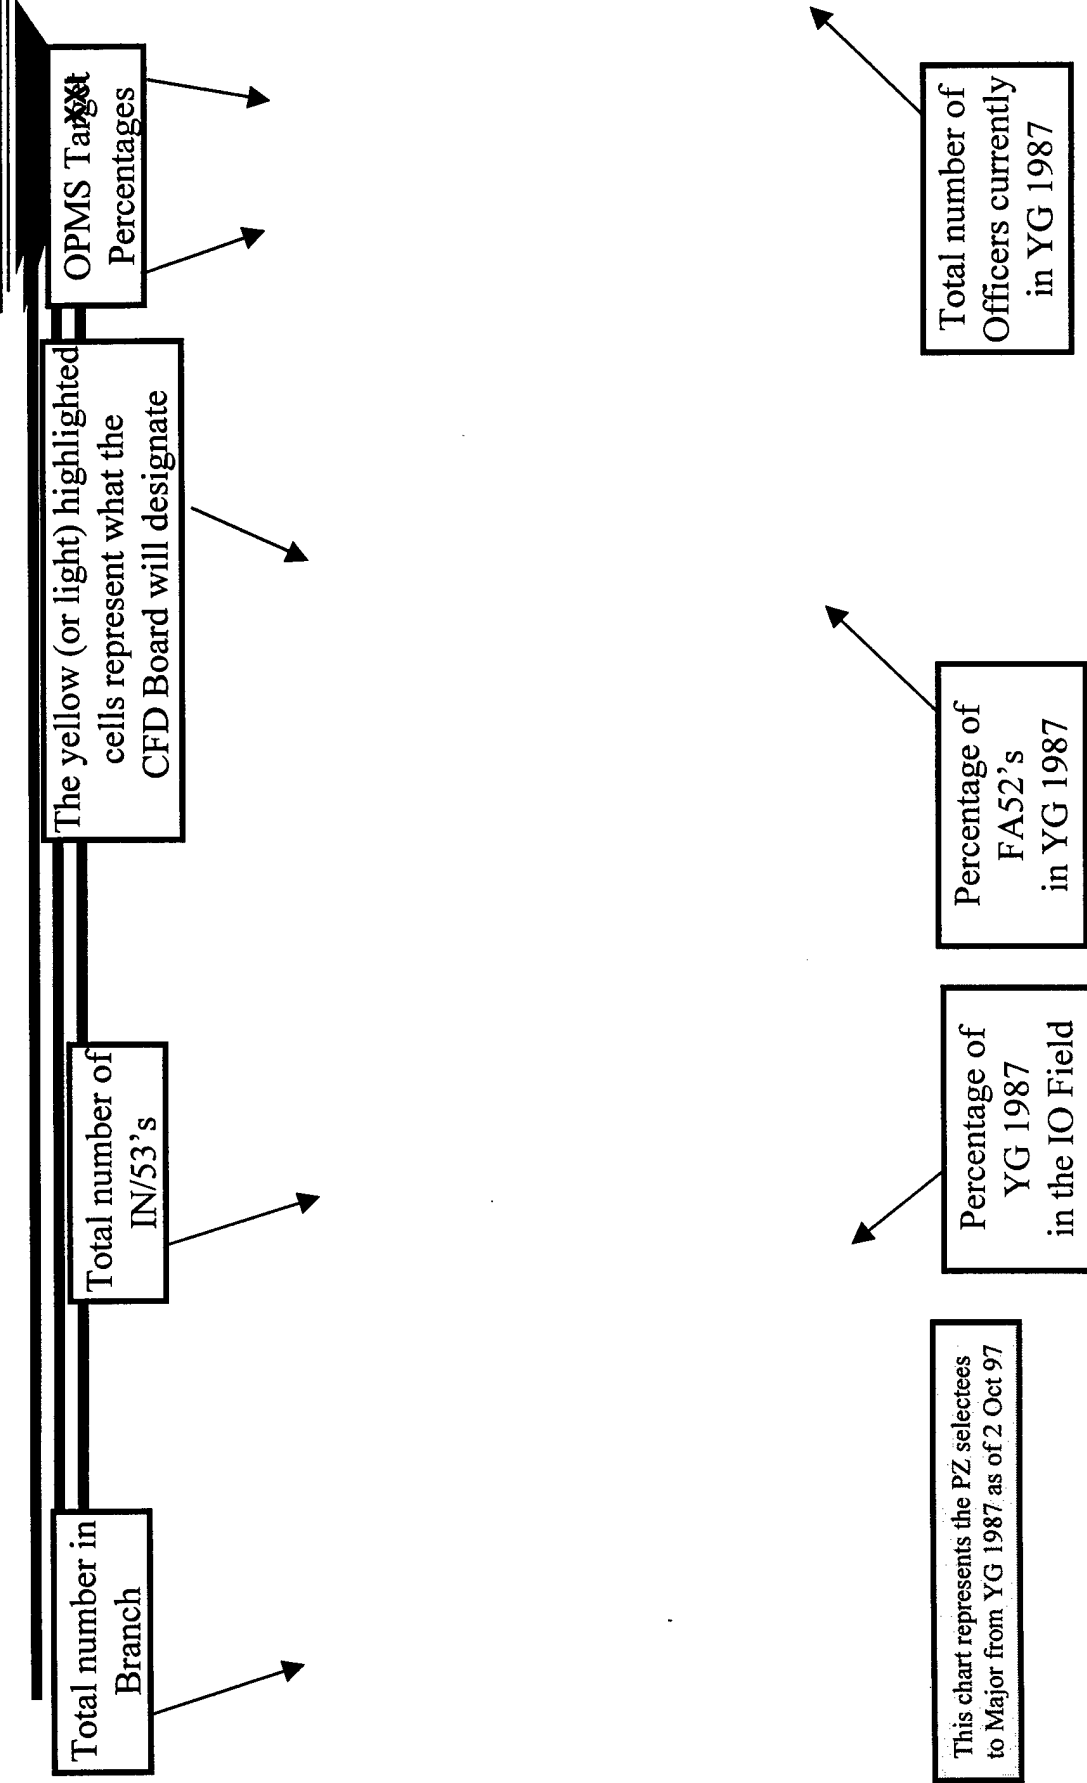 Total number in
Branch
Total number of
IN/53's
The yellow (or light) highlighted
cells represent what the
CFD Board will designate
OPMS Target
Percentages
This chart represents the PZ selectees
to Major from YG 1987 as of 2 Oct 97
Percentage of
YG 1987
in the IO Field
Percentage of
FA52's
in YG 1987
Total number of
Officers currently
in YG 1987